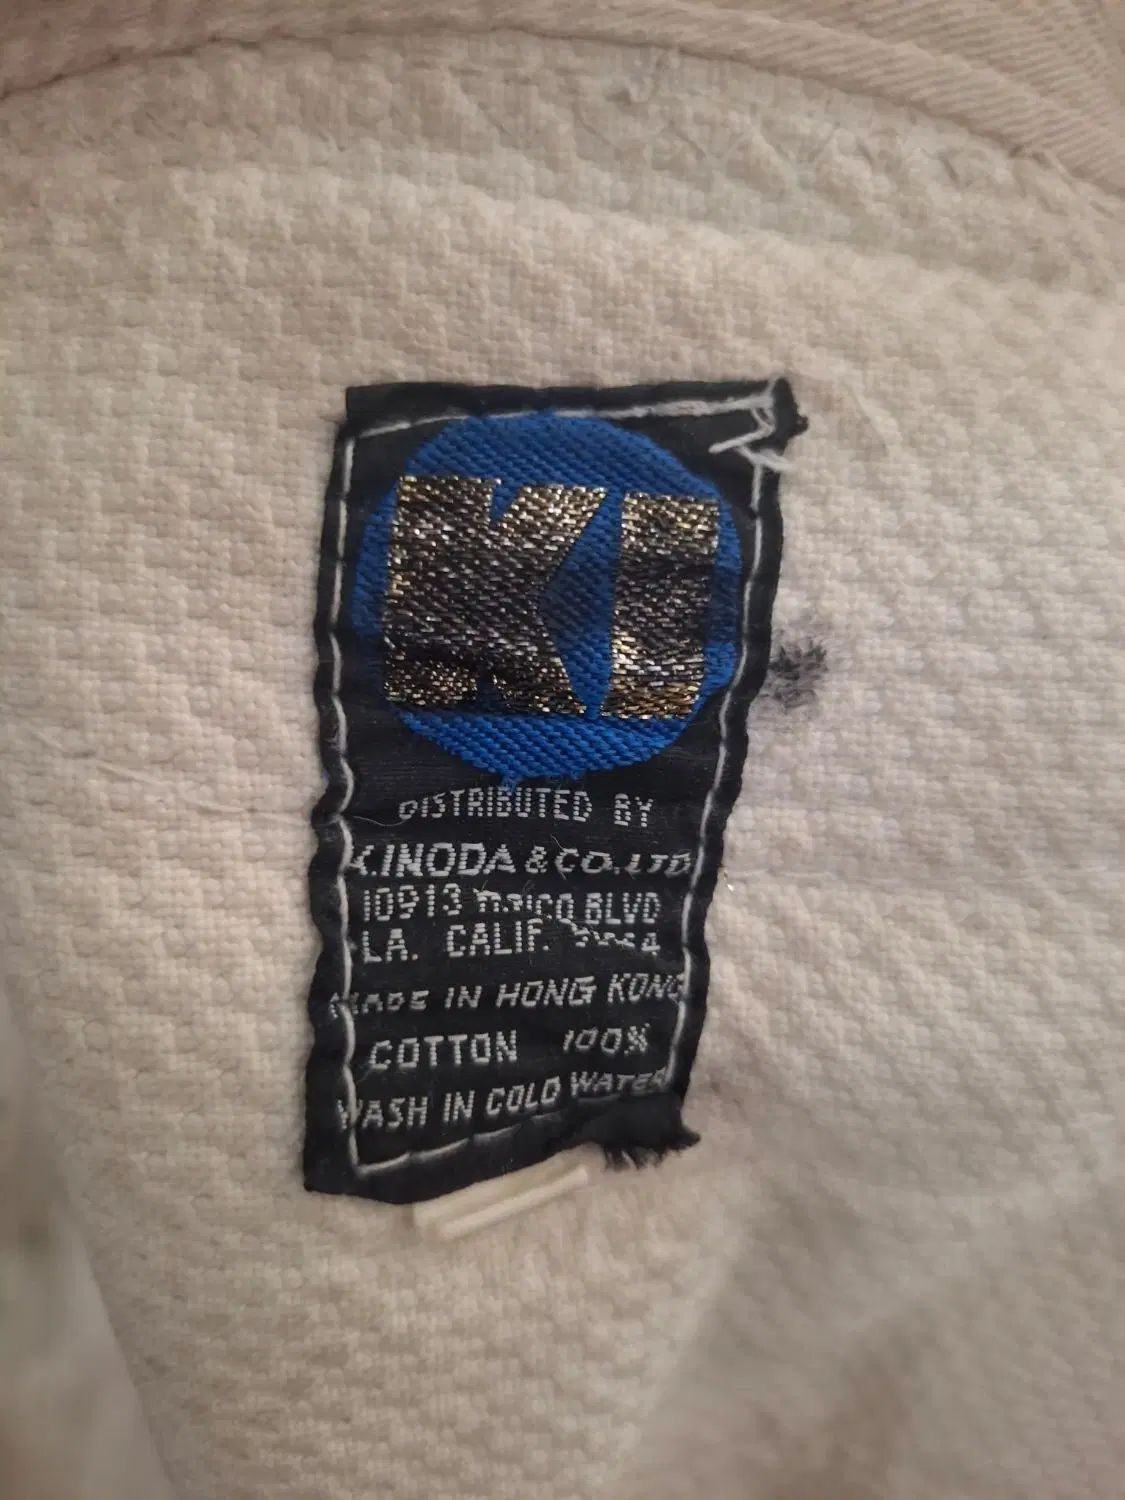 KI
DISTRIBUTED BY
K.INODA & CO. LTD
10913 BLVD
LA. CALIF.
MADE IN HONG KONG
COTTON 100%
WASH IN COLD WATER